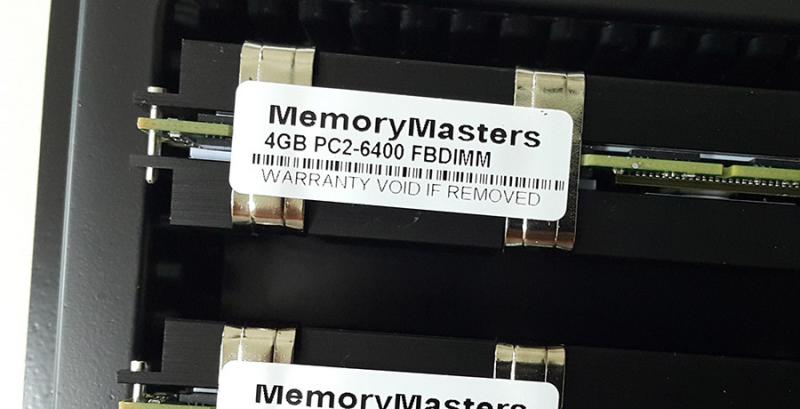 MemoryMasters
4GB PC2-6400 FBDIMM
WARRANTY VOID IF REMOVED
MemoryMasters